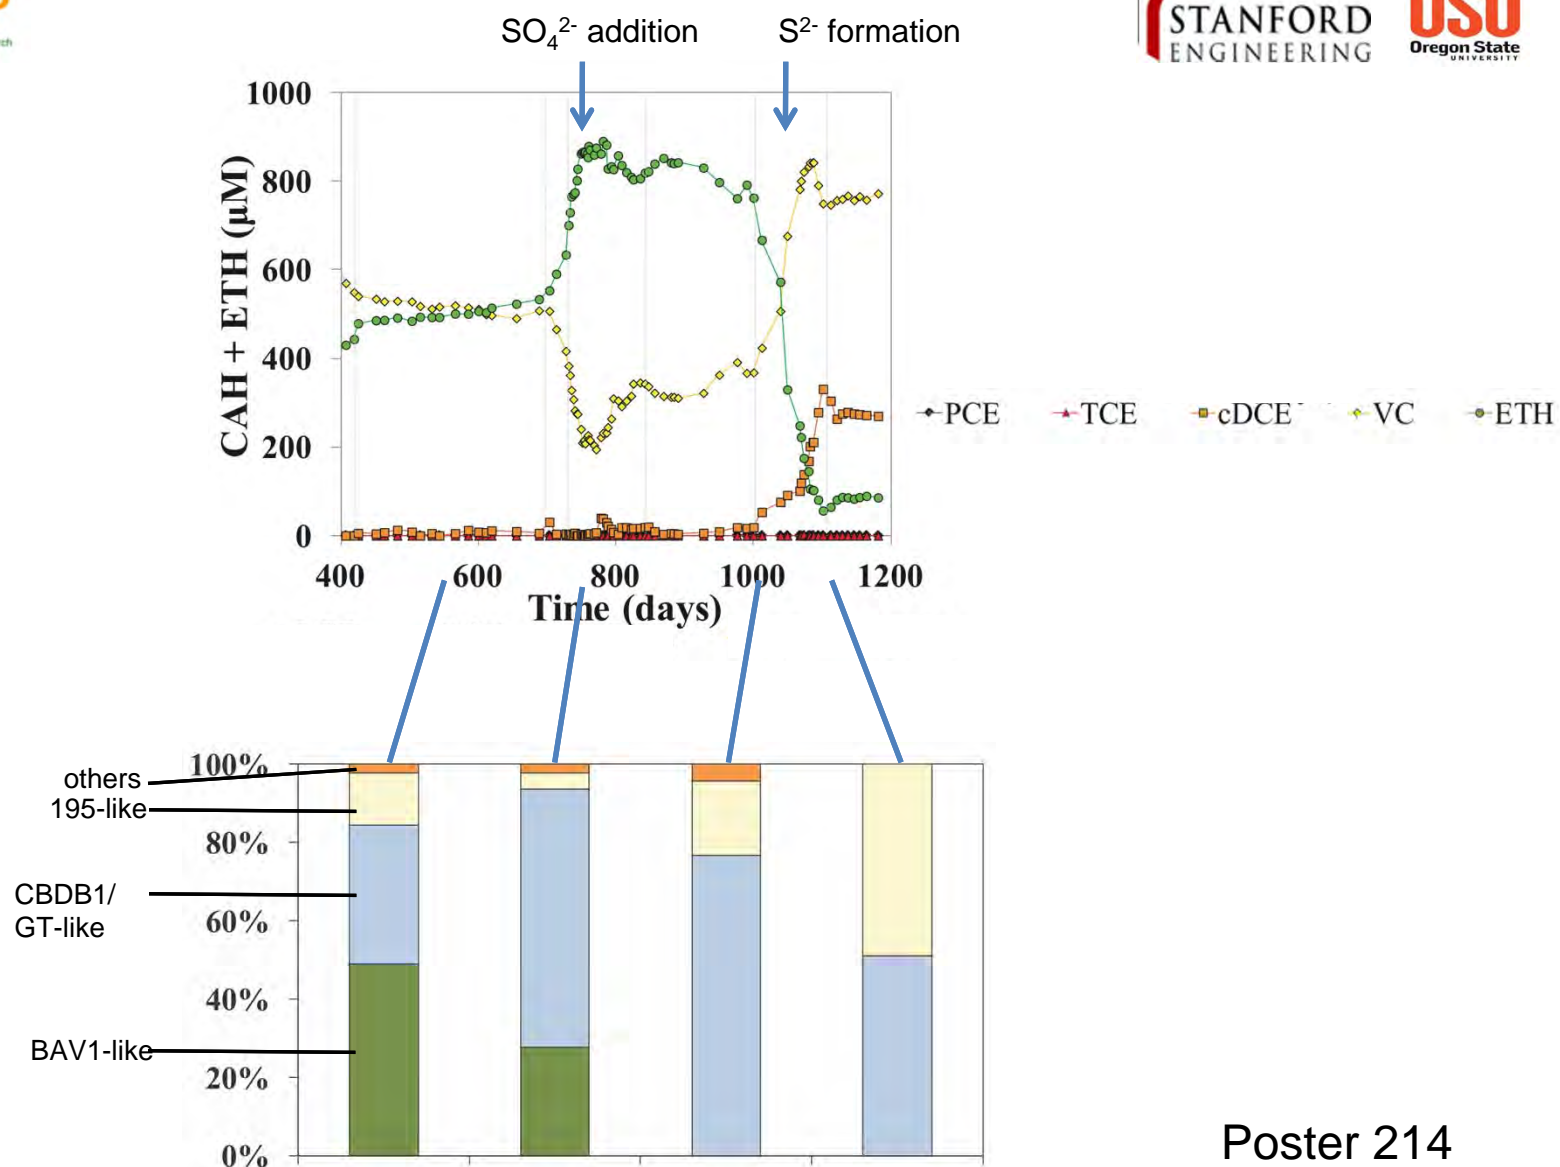 ch
SO₄²⁻ addition
S²⁻ formation
STANFORD
ENGINEERING
OSU
Oregon State
UNIVERSITY
1000
800
600
400
200
0
CAH + ETH (µM)
400 600 800 1000 1200
Time (days)
PCE TCE cDCE VC ETH
100%
80%
60%
40%
20%
0%
others
195-like
CBDB1/
GT-like
BAV1-like
Poster 214